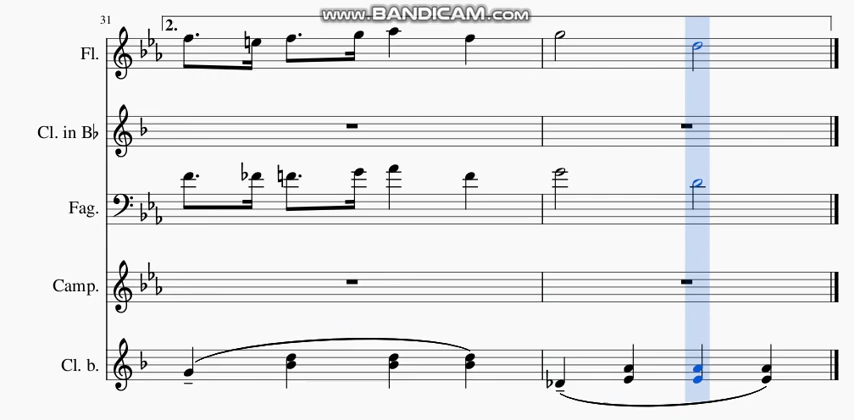 www.BANDICAM.com
31
2.
Fl.
Cl. in B♭
Fag.
Camp.
Cl. b.